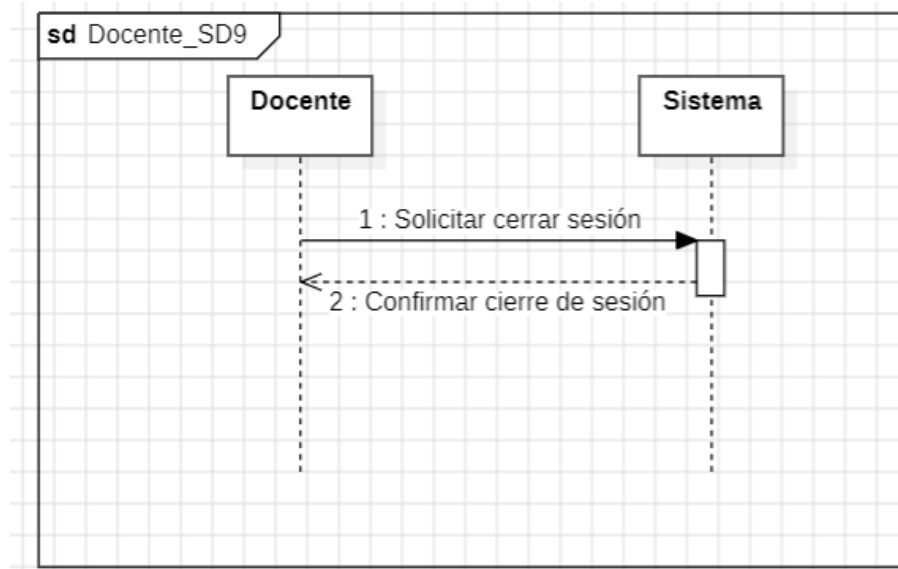 sd Docente_SD9
Docente
Sistema
1 : Solicitar cerrar sesión
2 : Confirmar cierre de sesión